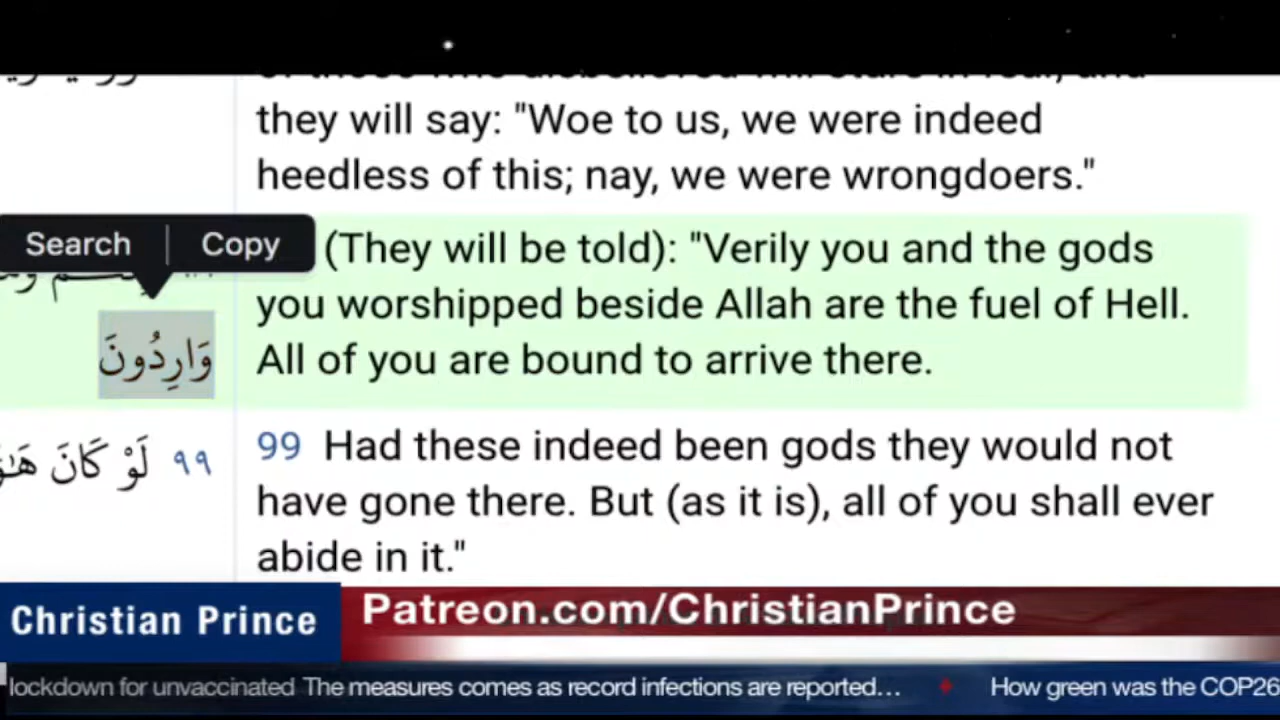 they will say: "Woe to us, we were indeed
heedless of this; nay, we were wrongdoers."
Search Copy
(They will be told): "Verily you and the gods
you worshipped beside Allah are the fuel of Hell.
وَارِدُونَ
All of you are bound to arrive there.
٩٩ لَوْ كَانَ
99 Had these indeed been gods they would not
have gone there. But (as it is), all of you shall ever
abide in it."
Christian Prince
Patreon.com/ChristianPrince
lockdown for unvaccinated The measures comes as record infections are reported... How green was the COP26